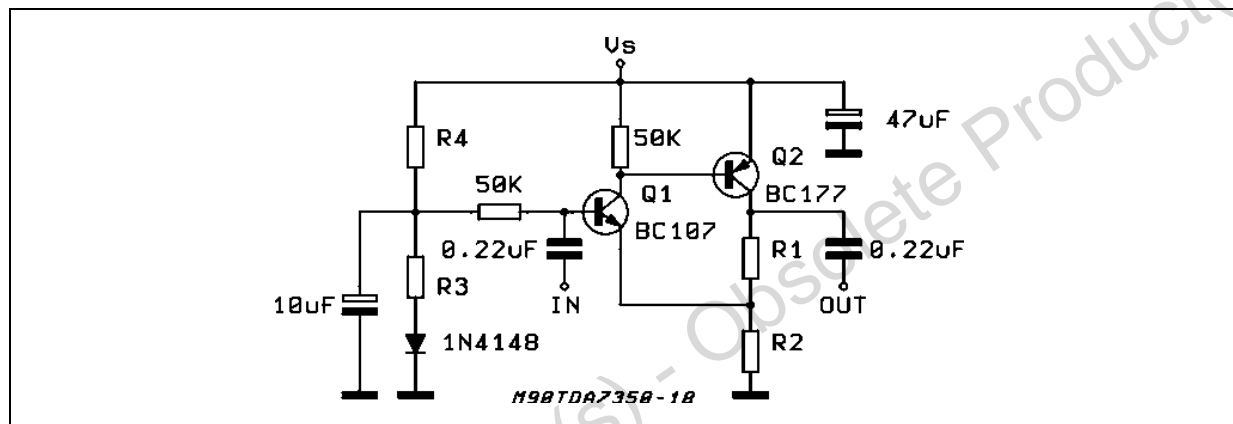 Vs
R4
50K
Q2
47uF
50K
Q1
BC177
BC107
0.22uF
R1
0.22uF
R3
10uF
IN
OUT
1N4148
R2
M90TDA7350-10
(s) - Obsolete Product(